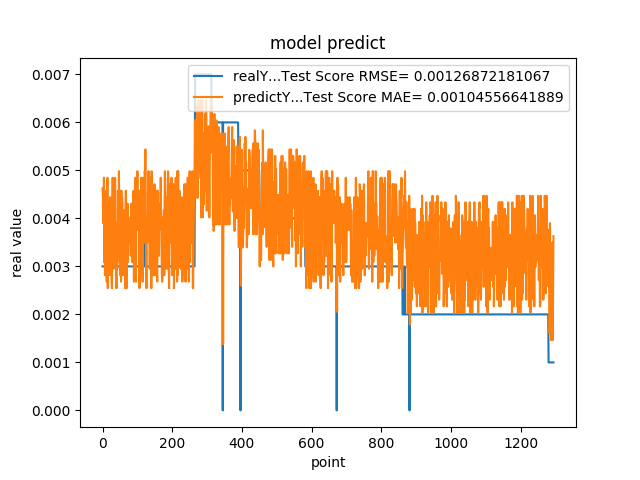 model predict
realY...Test Score RMSE= 0.00126872181067
predictY...Test Score MAE= 0.00104556641889
real value
0.007
0.006
0.005
0.004
0.003
0.002
0.001
0.000
0 200 400 600 800 1000 1200
point